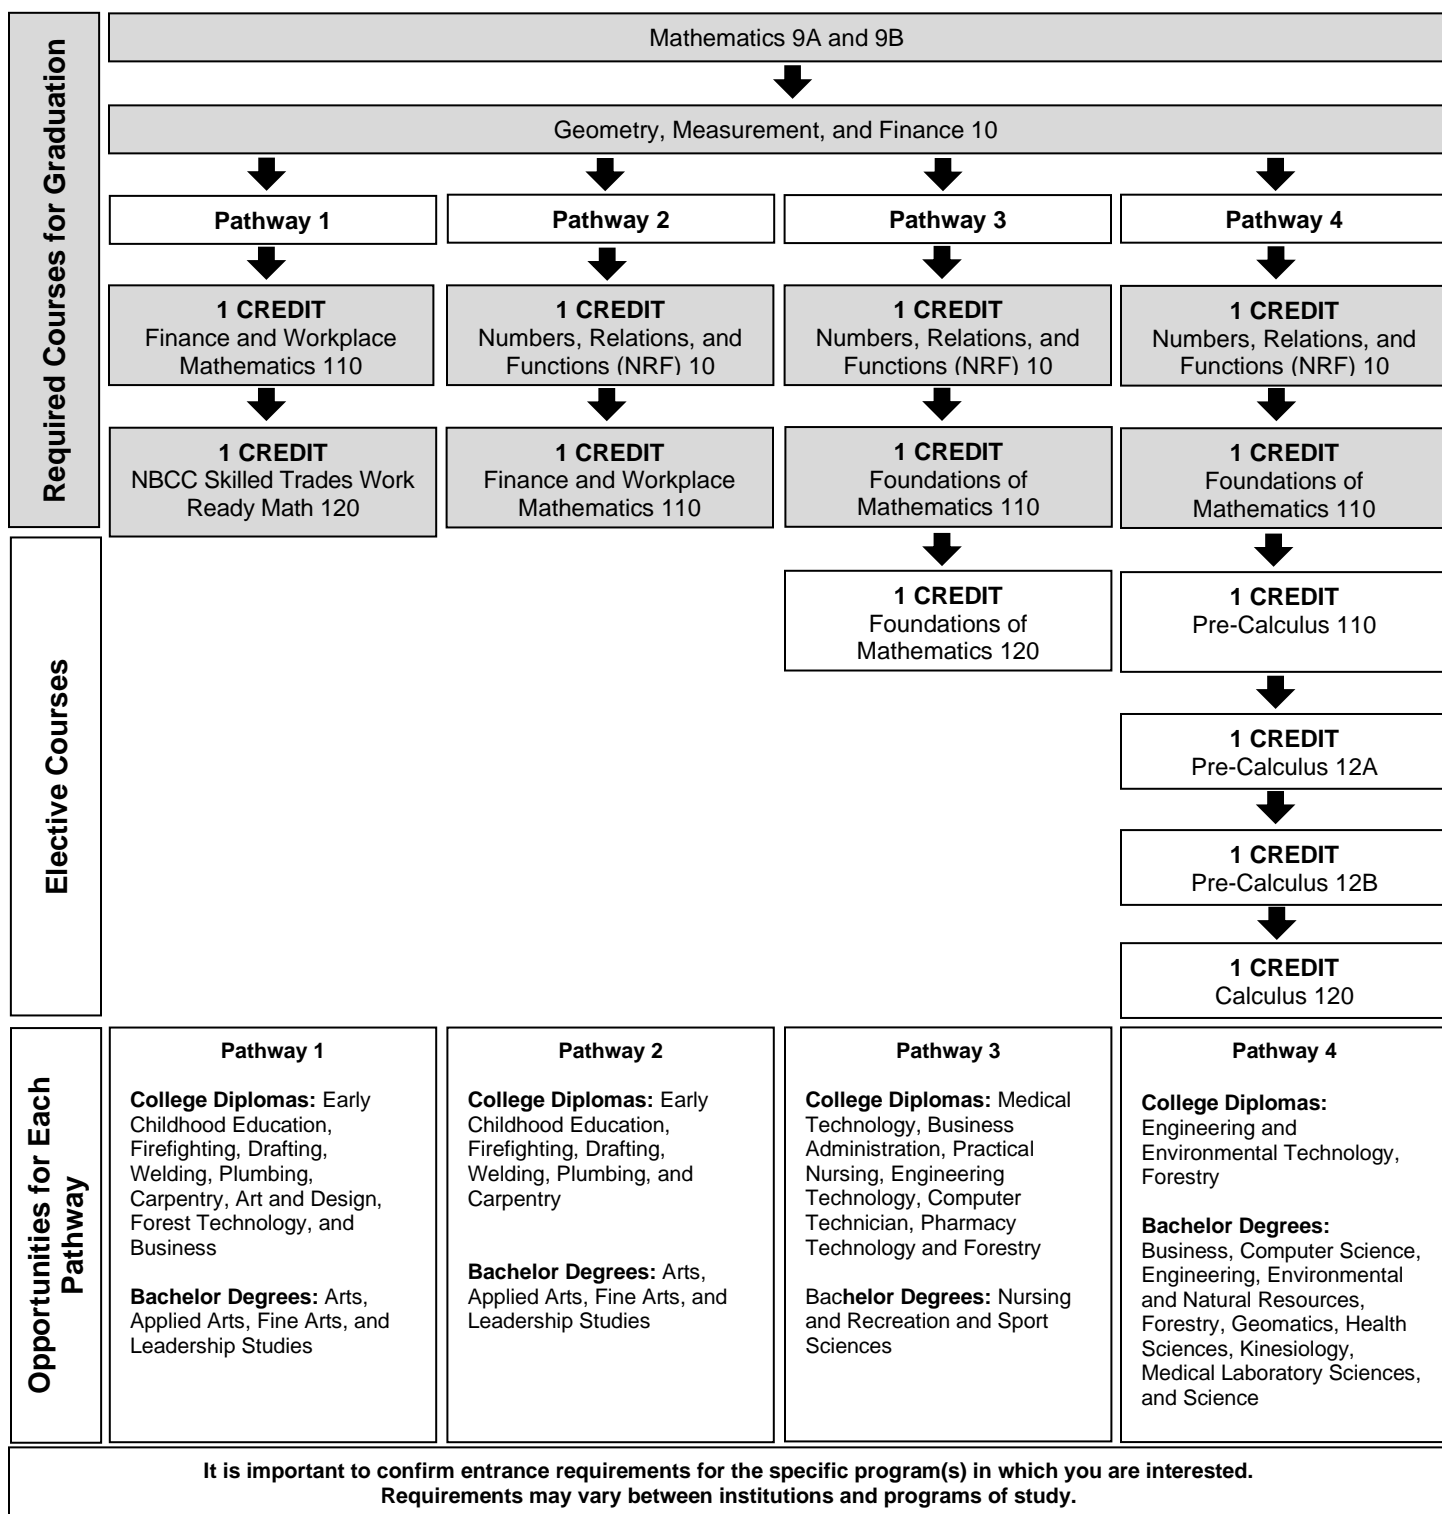 Required Courses for Graduation
Mathematics 9A and 9B
Geometry, Measurement, and Finance 10
Pathway 1
Pathway 2
Pathway 3
Pathway 4
1 CREDIT
Finance and Workplace
Mathematics 110
1 CREDIT
Numbers, Relations, and
Functions (NRF) 10
1 CREDIT
Numbers, Relations, and
Functions (NRF) 10
1 CREDIT
Numbers, Relations, and
Functions (NRF) 10
1 CREDIT
NBCC Skilled Trades Work
Ready Math 120
1 CREDIT
Finance and Workplace
Mathematics 110
1 CREDIT
Foundations of
Mathematics 110
1 CREDIT
Foundations of
Mathematics 110
Elective Courses
1 CREDIT
Foundations of
Mathematics 120
1 CREDIT
Pre-Calculus 110
1 CREDIT
Pre-Calculus 12A
1 CREDIT
Pre-Calculus 12B
1 CREDIT
Calculus 120
Opportunities for Each
Pathway
Pathway 1
College Diplomas: Early
Childhood Education,
Firefighting, Drafting,
Welding, Plumbing,
Carpentry, Art and Design,
Forest Technology, and
Business
Bachelor Degrees: Arts,
Applied Arts, Fine Arts, and
Leadership Studies
Pathway 2
College Diplomas: Early
Childhood Education,
Firefighting, Drafting,
Welding, Plumbing, and
Carpentry
Bachelor Degrees: Arts,
Applied Arts, Fine Arts, and
Leadership Studies
Pathway 3
College Diplomas: Medical
Technology, Business
Administration, Practical
Nursing, Engineering
Technology, Computer
Technician, Pharmacy
Technology and Forestry
Bachelor Degrees: Nursing
and Recreation and Sport
Sciences
Pathway 4
College Diplomas:
Engineering and
Environmental Technology,
Forestry
Bachelor Degrees:
Business, Computer Science,
Engineering, Environmental
and Natural Resources,
Forestry, Geomatics, Health
Sciences, Kinesiology,
Medical Laboratory Sciences,
and Science
It is important to confirm entrance requirements for the specific program(s) in which you are interested.
Requirements may vary between institutions and programs of study.